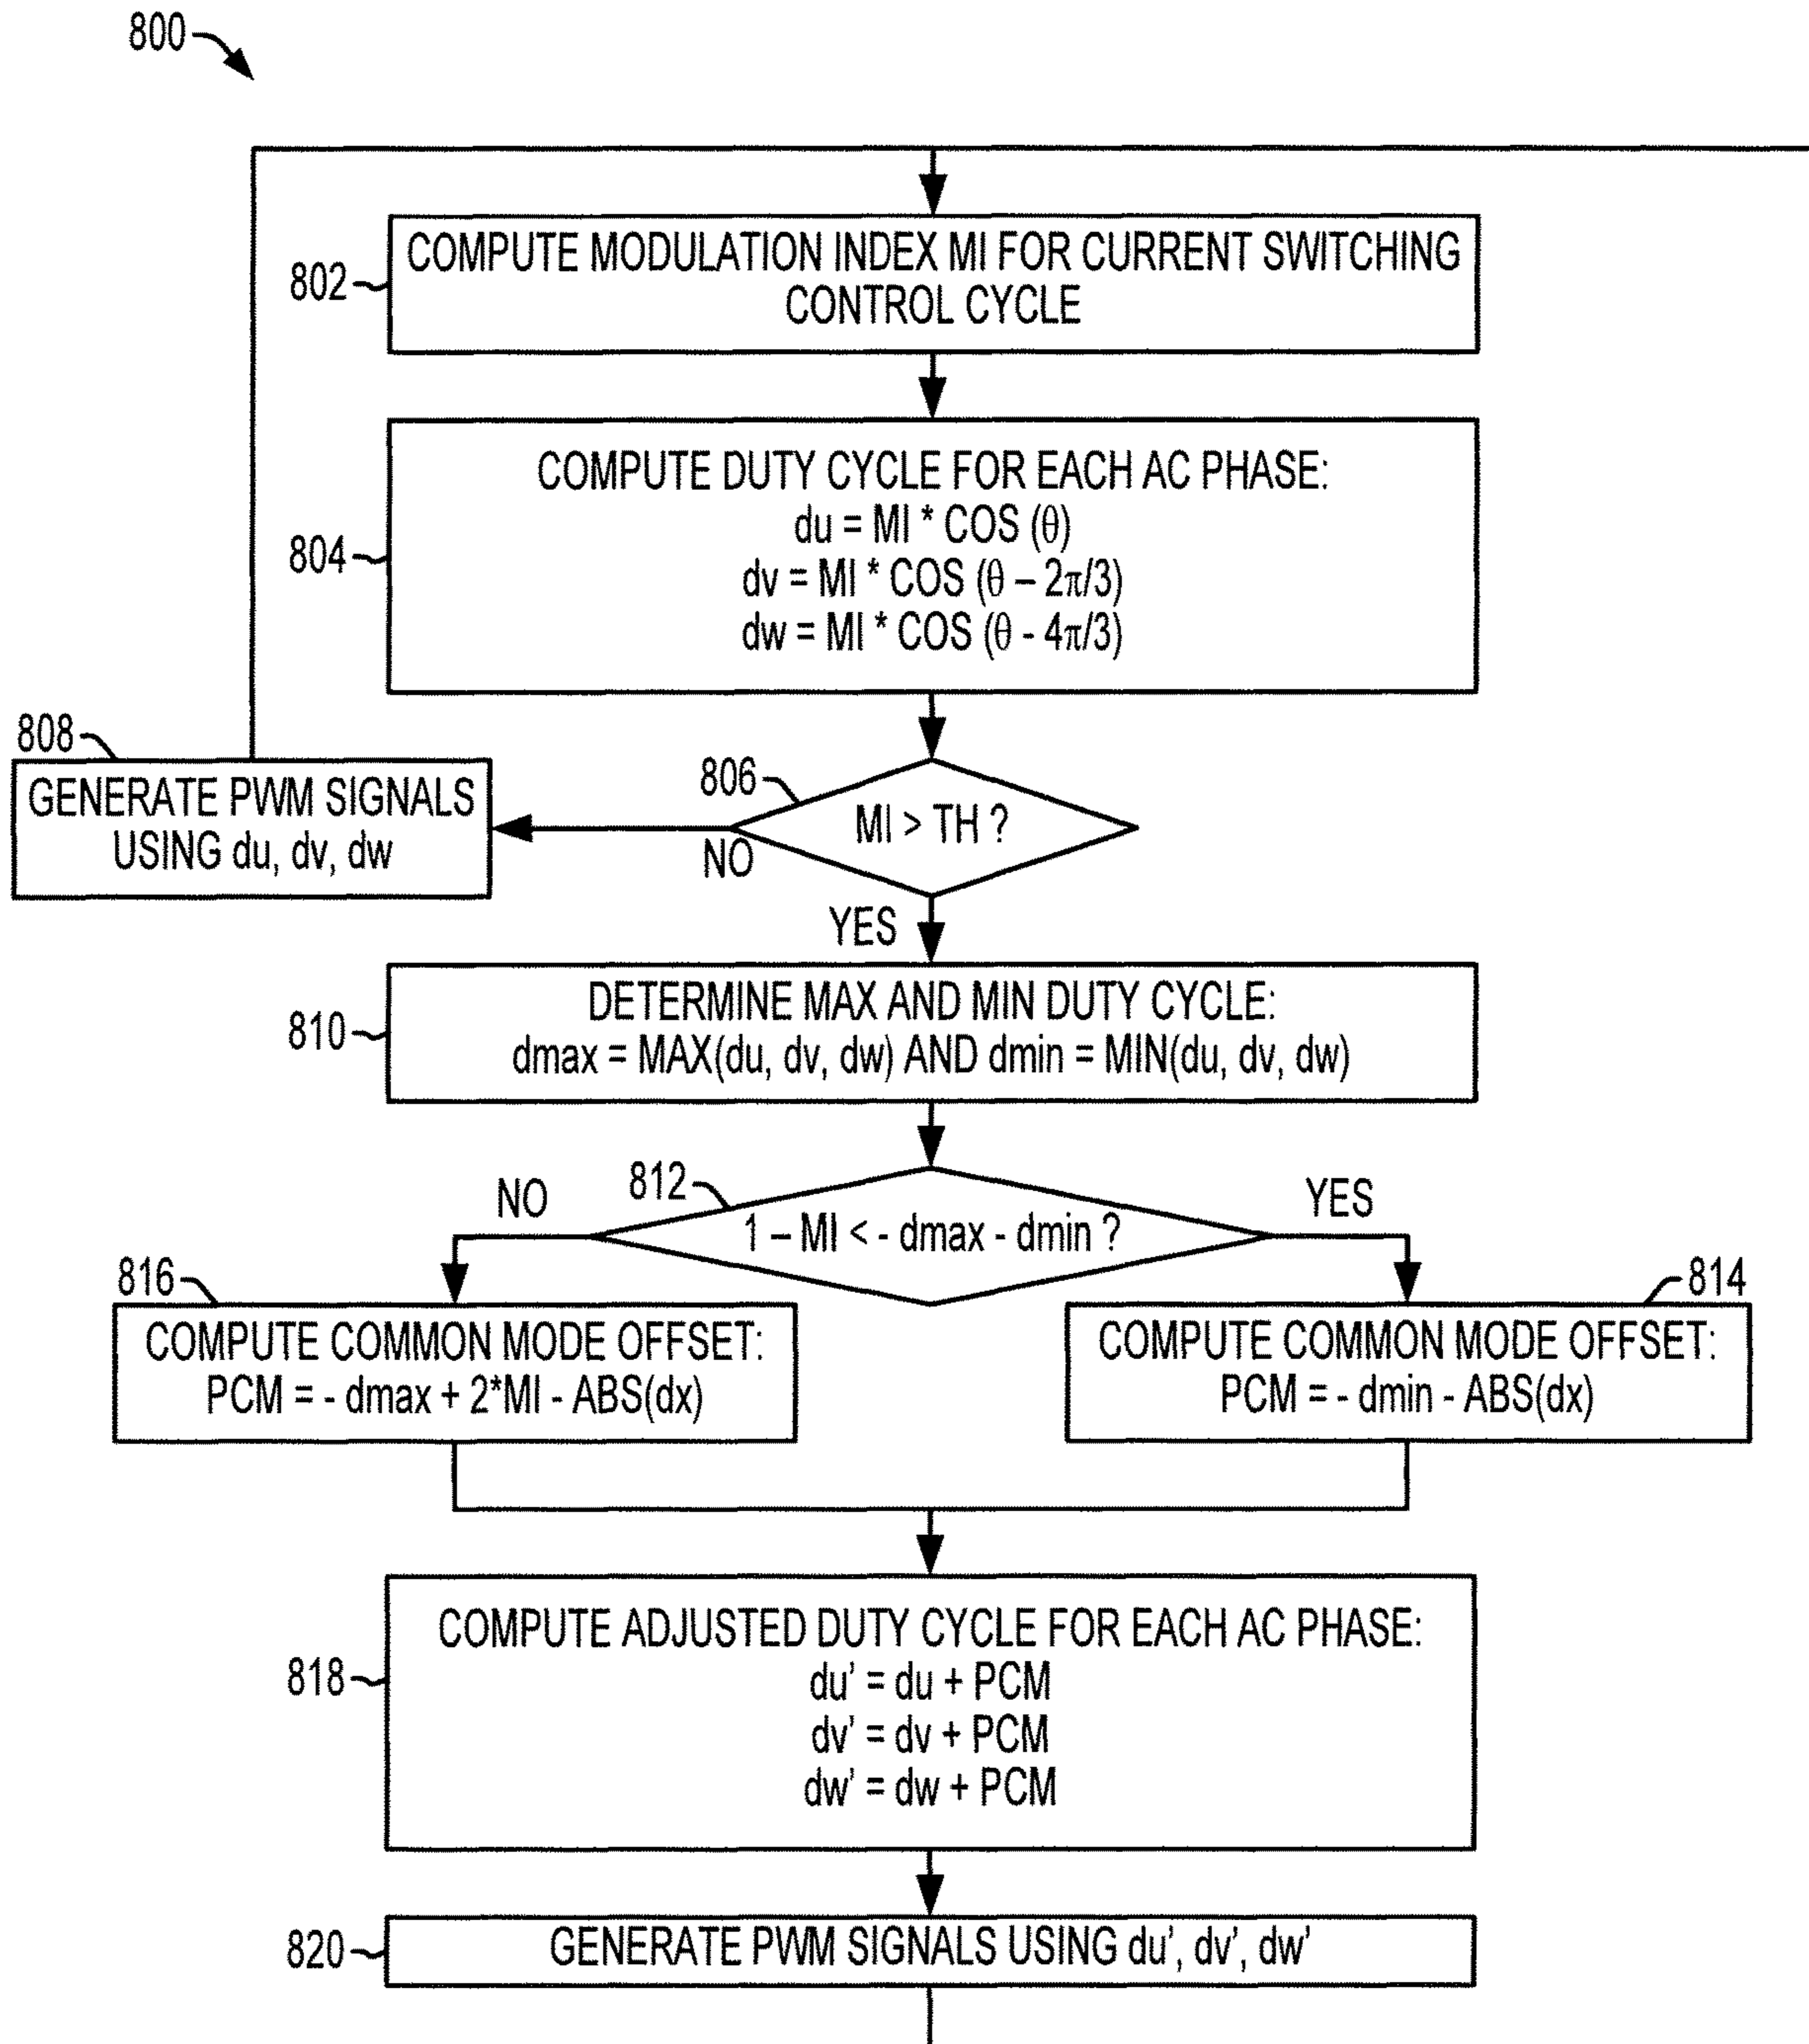 800
802
COMPUTE MODULATION INDEX MI FOR CURRENT SWITCHING
CONTROL CYCLE
804
COMPUTE DUTY CYCLE FOR EACH AC PHASE:
du = MI * COS (θ)
dv = MI * COS (θ – 2π/3)
dw = MI * COS (θ - 4π/3)
808
GENERATE PWM SIGNALS
USING du, dv, dw
806
MI > TH ?
NO
YES
810
DETERMINE MAX AND MIN DUTY CYCLE:
dmax = MAX(du, dv, dw) AND dmin = MIN(du, dv, dw)
812
NO
YES
1 – MI < - dmax - dmin ?
816
COMPUTE COMMON MODE OFFSET:
PCM = - dmax + 2*MI - ABS(dx)
814
COMPUTE COMMON MODE OFFSET:
PCM = - dmin - ABS(dx)
818
COMPUTE ADJUSTED DUTY CYCLE FOR EACH AC PHASE:
du' = du + PCM
dv' = dv + PCM
dw' = dw + PCM
820
GENERATE PWM SIGNALS USING du', dv', dw'